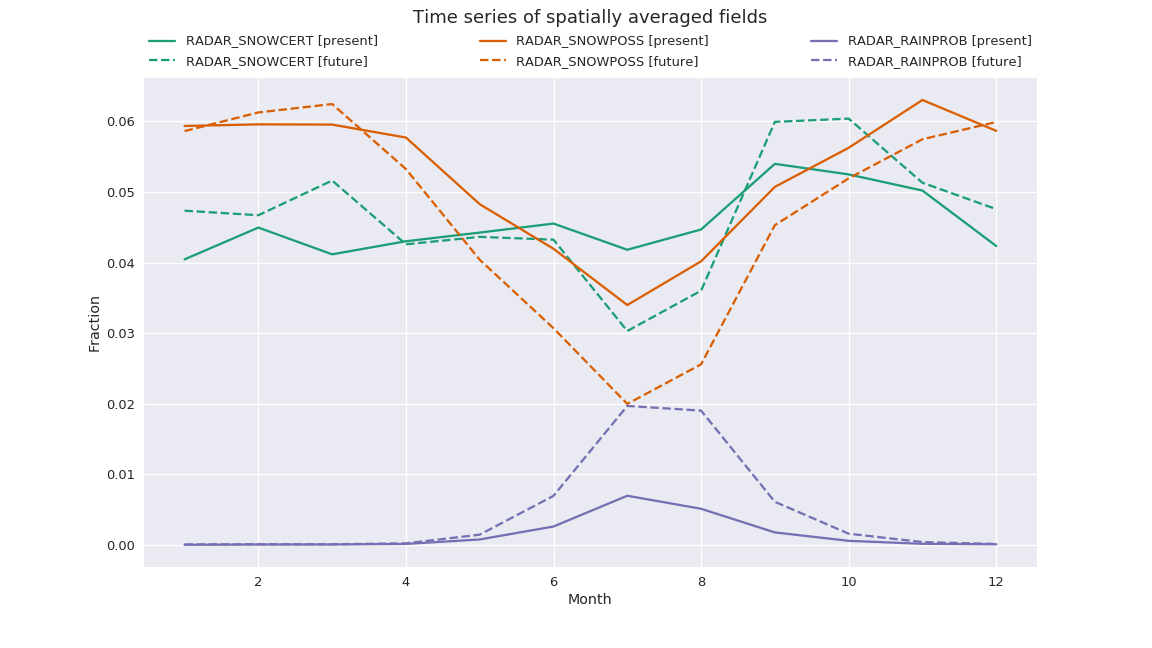 Time series of spatially averaged fields
RADAR_SNOWCERT [present] RADAR_SNOWPOSS [present] RADAR_RAINPROB [present]
RADAR_SNOWCERT [future] RADAR_SNOWPOSS [future] RADAR_RAINPROB [future]
0.06
0.05
0.04
0.03
0.02
0.01
0.00
Fraction
2 4 6 8 10 12
Month